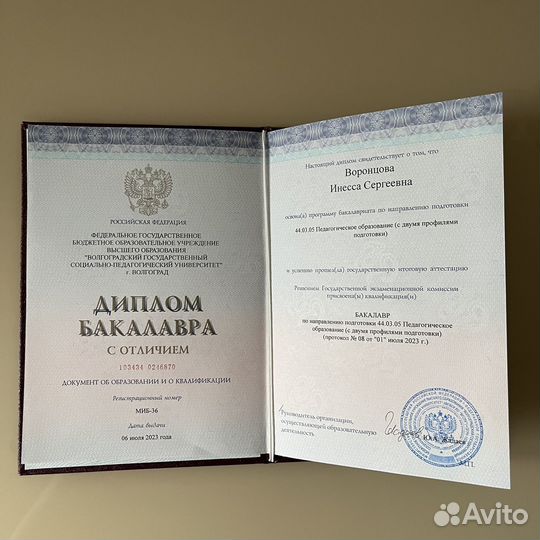 РОССИЙСКАЯ ФЕДЕРАЦИЯ
ФЕДЕРАЛЬНОЕ ГОСУДАРСТВЕННОЕ
БЮДЖЕТНОЕ ОБРАЗОВАТЕЛЬНОЕ УЧРЕЖДЕНИЕ
ВЫСШЕГО ОБРАЗОВАНИЯ
"ВОЛГОГРАДСКИЙ ГОСУДАРСТВЕННЫЙ
СОЦИАЛЬНО-ПЕДАГОГИЧЕСКИЙ УНИВЕРСИТЕТ"
г. ВОЛГОГРАД
ДИПЛОМ
БАКАЛАВРА
С ОТЛИЧИЕМ
103434 0246870
ДОКУМЕНТ ОБ ОБРАЗОВАНИИ И О КВАЛИФИКАЦИИ
Регистрационный номер
МИБ-36
Дата выдачи
06 июля 2023 года
Настоящий диплом свидетельствует о том, что
Воронцова
Инесса Сергеевна
освоил(а) программу бакалавриата по направлению подготовки
44.03.05 Педагогическое образование (с двумя профилями
подготовки)
и успешно прошел(ла) государственную итоговую аттестацию
Решением Государственной экзаменационной комиссии
присвоена(ы) квалификация(и)
БАКАЛАВР
по направлению подготовки 44.03.05 Педагогическое
образование (с двумя профилями подготовки)
(протокол № 08 от "01" июля 2023 г.)
Руководитель организации,
осуществляющей образовательную
деятельность
М.П.
Avito